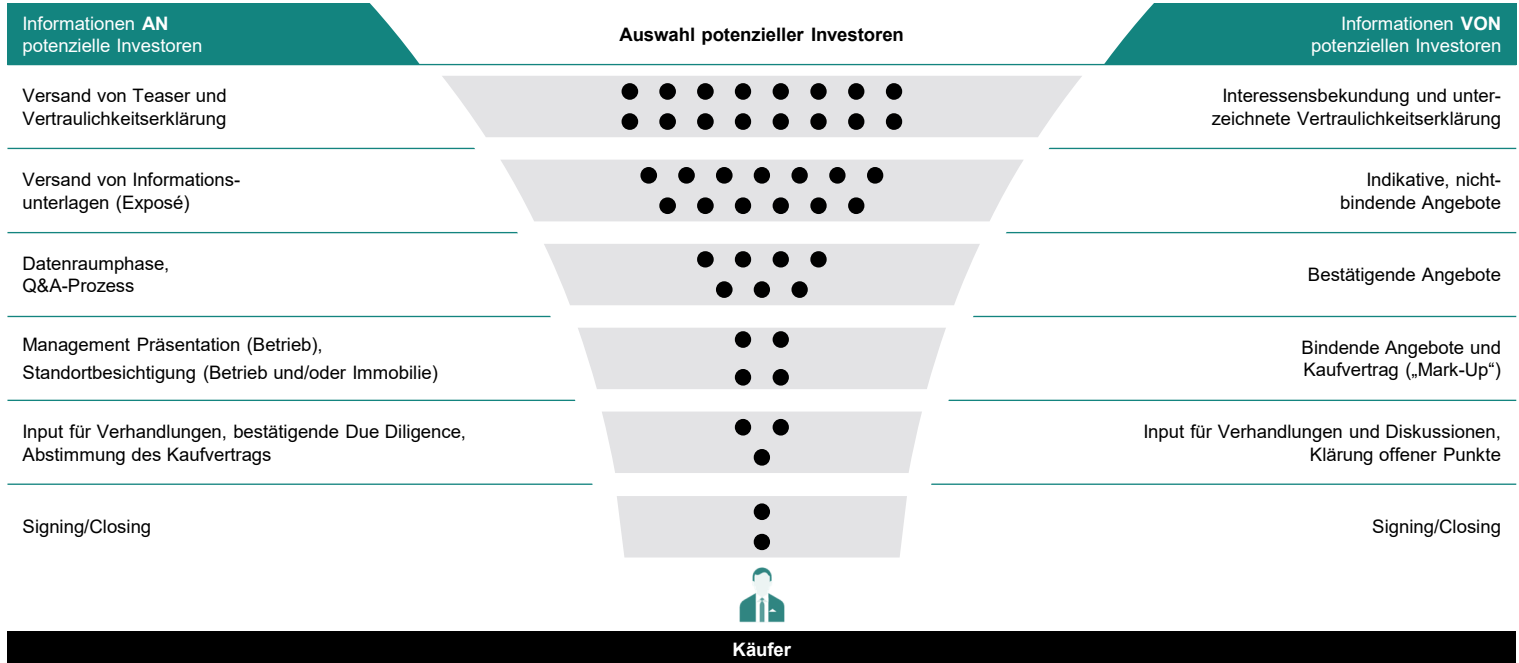 Informationen AN
potenzielle Investoren
Auswahl potenzieller Investoren
Informationen VON
potenziellen Investoren
Versand von Teaser und
Vertraulichkeitserklärung
Interessensbekundung und unter-
zeichnete Vertraulichkeitserklärung
Versand von Informations-
unterlagen (Exposé)
Indikative, nicht-
bindende Angebote
Datenraumphase,
Q&A-Prozess
Bestätigende Angebote
Management Präsentation (Betrieb),
Standortbesichtigung (Betrieb und/oder Immobilie)
Bindende Angebote und
Kaufvertrag („Mark-Up“)
Input für Verhandlungen, bestätigende Due Diligence,
Abstimmung des Kaufvertrags
Input für Verhandlungen und Diskussionen,
Klärung offener Punkte
Signing/Closing
Signing/Closing
Käufer